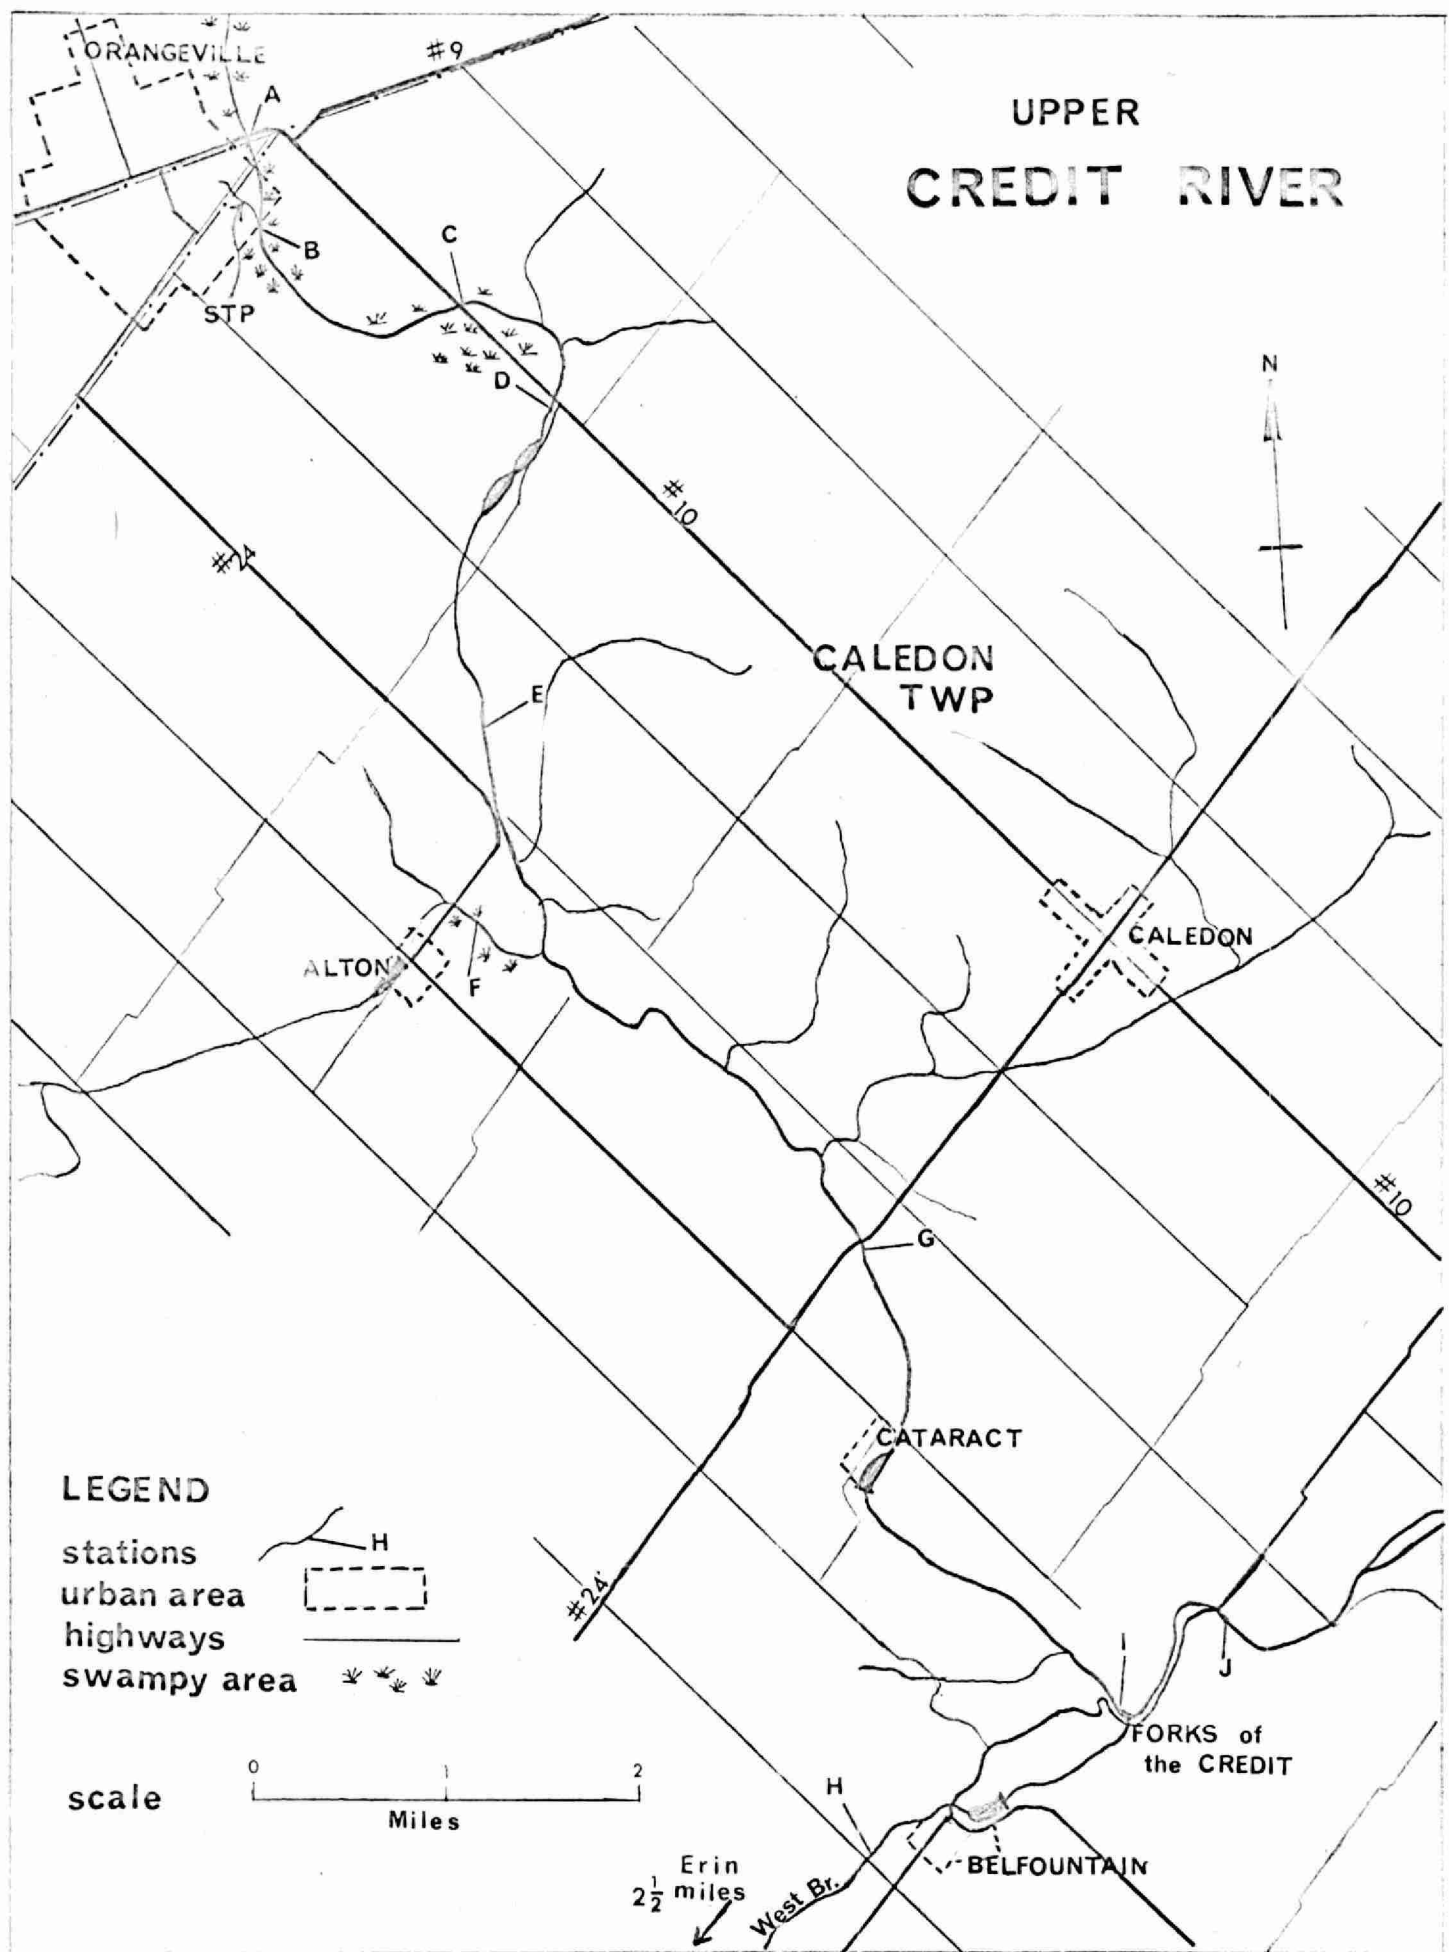 ORANGEVILLE
#9
A
UPPER
CREDIT RIVER
B
C
STP
D
N
#10
#24
CALEDON
TWP
E
CALEDON
ALTON
F
#10
G
CATARACT
LEGEND
stations
H
urban area
highways
swampy area
#24
I
J
FORKS of
the CREDIT
scale
0 1 2
Miles
H
BELFOUNTAIN
Erin
2½ miles
West Br.